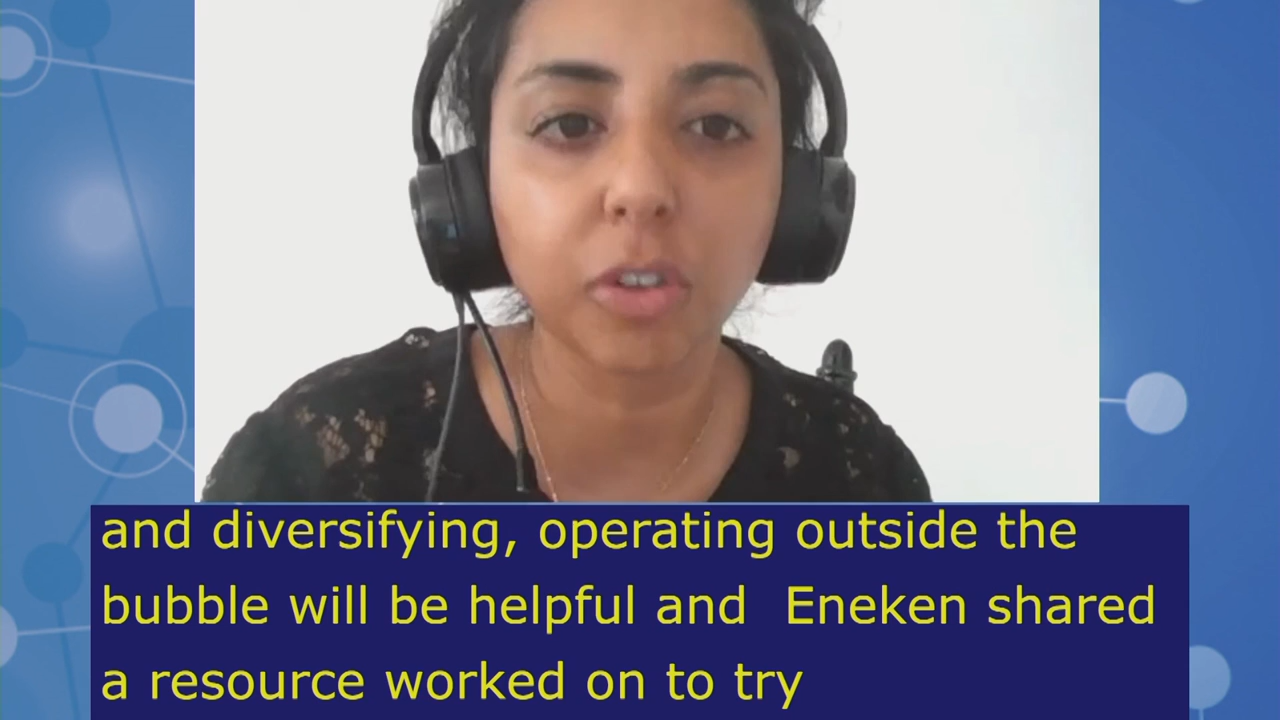 and diversifying, operating outside the
bubble will be helpful and  Eneken shared
a resource worked on to try